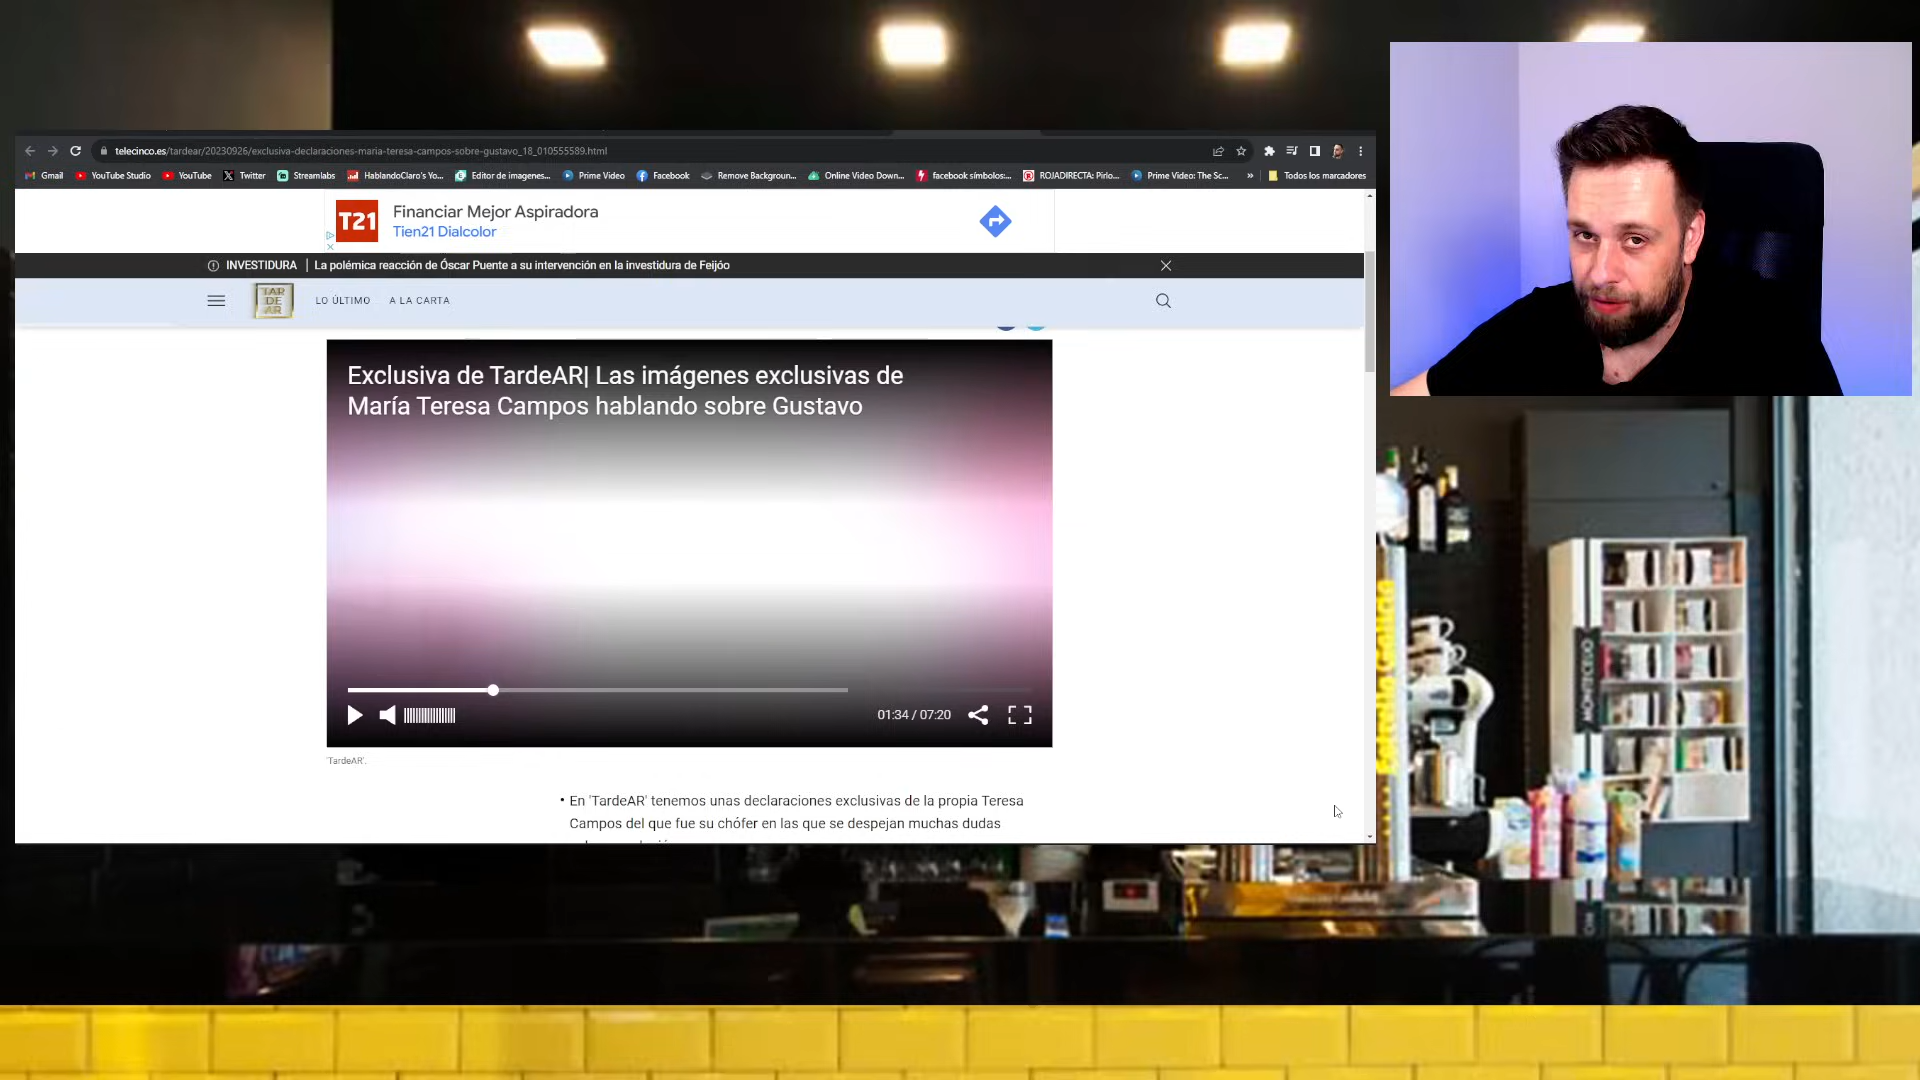 telecinco.es/tardear/20230926/exclusiva-declaraciones-maria-teresa-campos-sobre-gustavo_18_010555589.html
Gmail YouTube Studio YouTube Twitter Streamlabs HablandoClaro's Yo... Editor de imagenes... Prime Video Facebook Remove Backgroun... Online Video Down... facebook símbolos:... ROJADIRECTA: Pirlo... Prime Video: The Sc... » Todos los marcadores
T21
Financiar Mejor Aspiradora
Tien21 Dialcolor
INVESTIDURA | La polémica reacción de Óscar Puente a su intervención en la investidura de Feijóo
TAR
DE
AR
LO ÚLTIMO A LA CARTA
Exclusiva de TardeAR| Las imágenes exclusivas de
María Teresa Campos hablando sobre Gustavo
01:34 / 07:20
'TardeAR'.
• En 'TardeAR' tenemos unas declaraciones exclusivas de la propia Teresa
Campos del que fue su chófer en las que se despejan muchas dudas
MONTECELIO